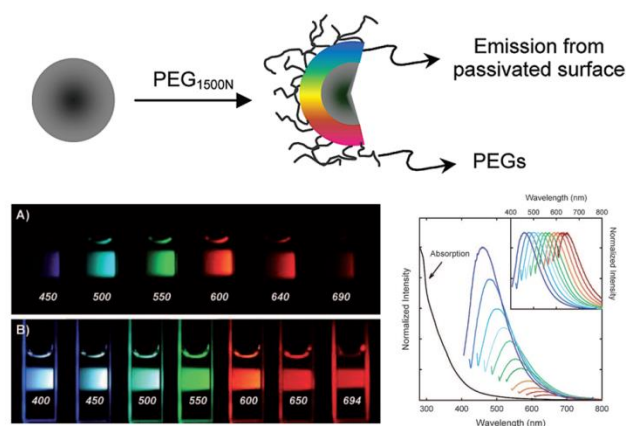 PEG1500N
Emission from
passivated surface
PEGs
A)
450 500 550 600 640 690
B)
400 450 500 550 600 650 694
Wavelength (nm)
400 500 600 700 800
Normalized Intensity
Absorption
Normalized Intensity
300 400 500 600 700 800
Wavelength (nm)